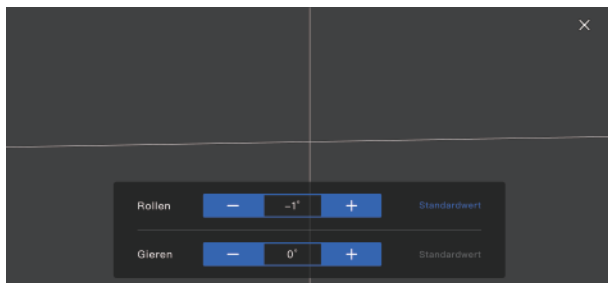 Rollen − -1° + Standardwert
Gieren − 0° + Standardwert